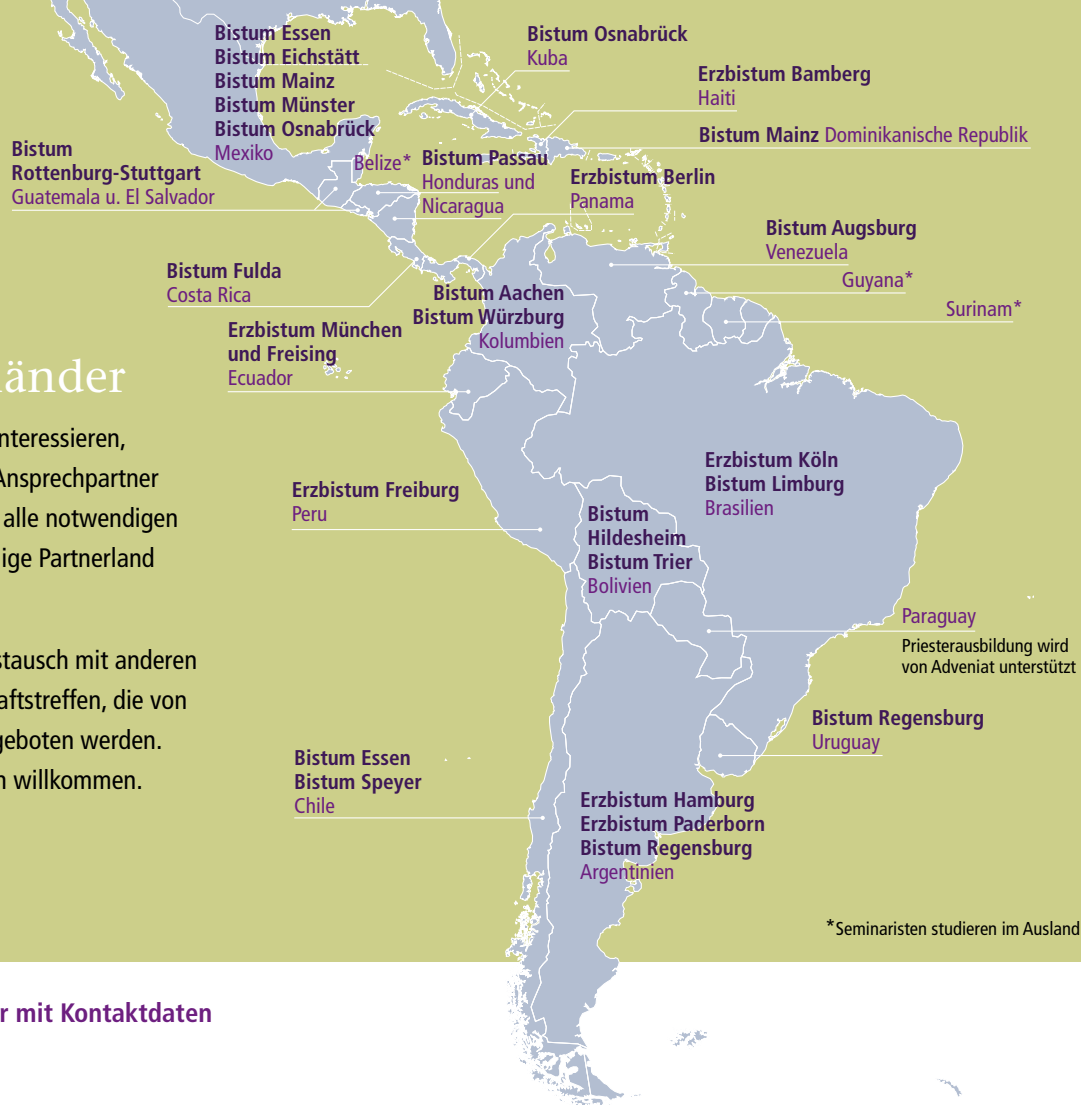 Bistum Essen
Bistum Eichstätt
Bistum Mainz
Bistum Münster
Bistum Osnabrück
Mexiko
Bistum Osnabrück
Kuba
Erzbistum Bamberg
Haiti
Bistum Mainz Dominikanische Republik
Bistum
Rottenburg-Stuttgart
Guatemala u. El Salvador
Belize*
Bistum Passau
Honduras und
Nicaragua
Erzbistum Berlin
Panama
Bistum Augsburg
Venezuela
Guyana*
Surinam*
Bistum Fulda
Costa Rica
Bistum Aachen
Bistum Würzburg
Kolumbien
Erzbistum München
und Freising
Ecuador
änder
nteressieren,
Ansprechpartner
alle notwendigen
ige Partnerland
stausch mit anderen
aftstreffen, die von
geboten werden.
n willkommen.
Erzbistum Freiburg
Peru
Erzbistum Köln
Bistum Limburg
Brasilien
Bistum
Hildesheim
Bistum Trier
Bolivien
Paraguay
Priesterausbildung wird
von Adveniat unterstützt
Bistum Regensburg
Uruguay
Bistum Essen
Bistum Speyer
Chile
Erzbistum Hamburg
Erzbistum Paderborn
Bistum Regensburg
Argentinien
*Seminaristen studieren im Ausland
r mit Kontaktdaten